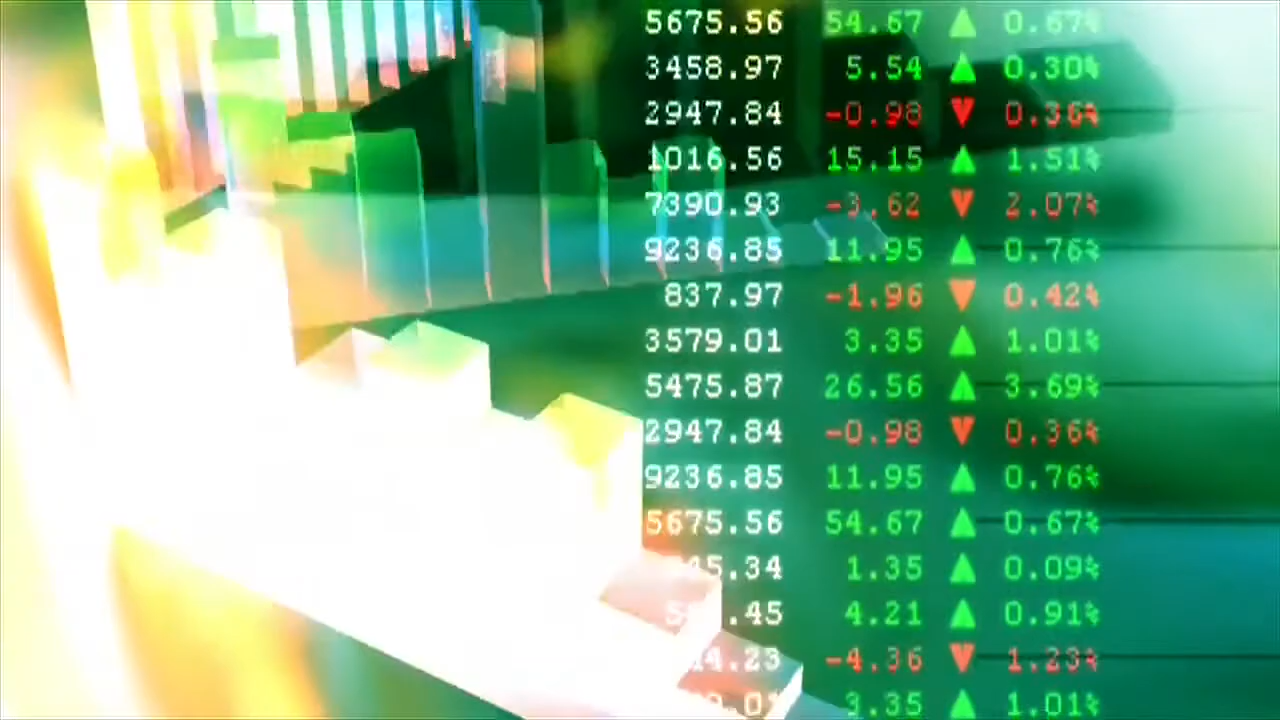 5675.56 54.67 ▲ 0.67%
3458.97 5.54 ▲ 0.30%
2947.84 -0.98 ▼ 0.36%
1016.56 15.15 ▲ 1.51%
7390.93 -3.62 ▼ 2.07%
9236.85 11.95 ▲ 0.76%
837.97 -1.96 ▼ 0.42%
3579.01 3.35 ▲ 1.01%
5475.87 26.56 ▲ 3.69%
2947.84 -0.98 ▼ 0.36%
9236.85 11.95 ▲ 0.76%
5675.56 54.67 ▲ 0.67%
1.35 ▲ 0.09%
4.21 ▲ 0.91%
-4.36 ▼ 1.23%
3.35 ▲ 1.01%